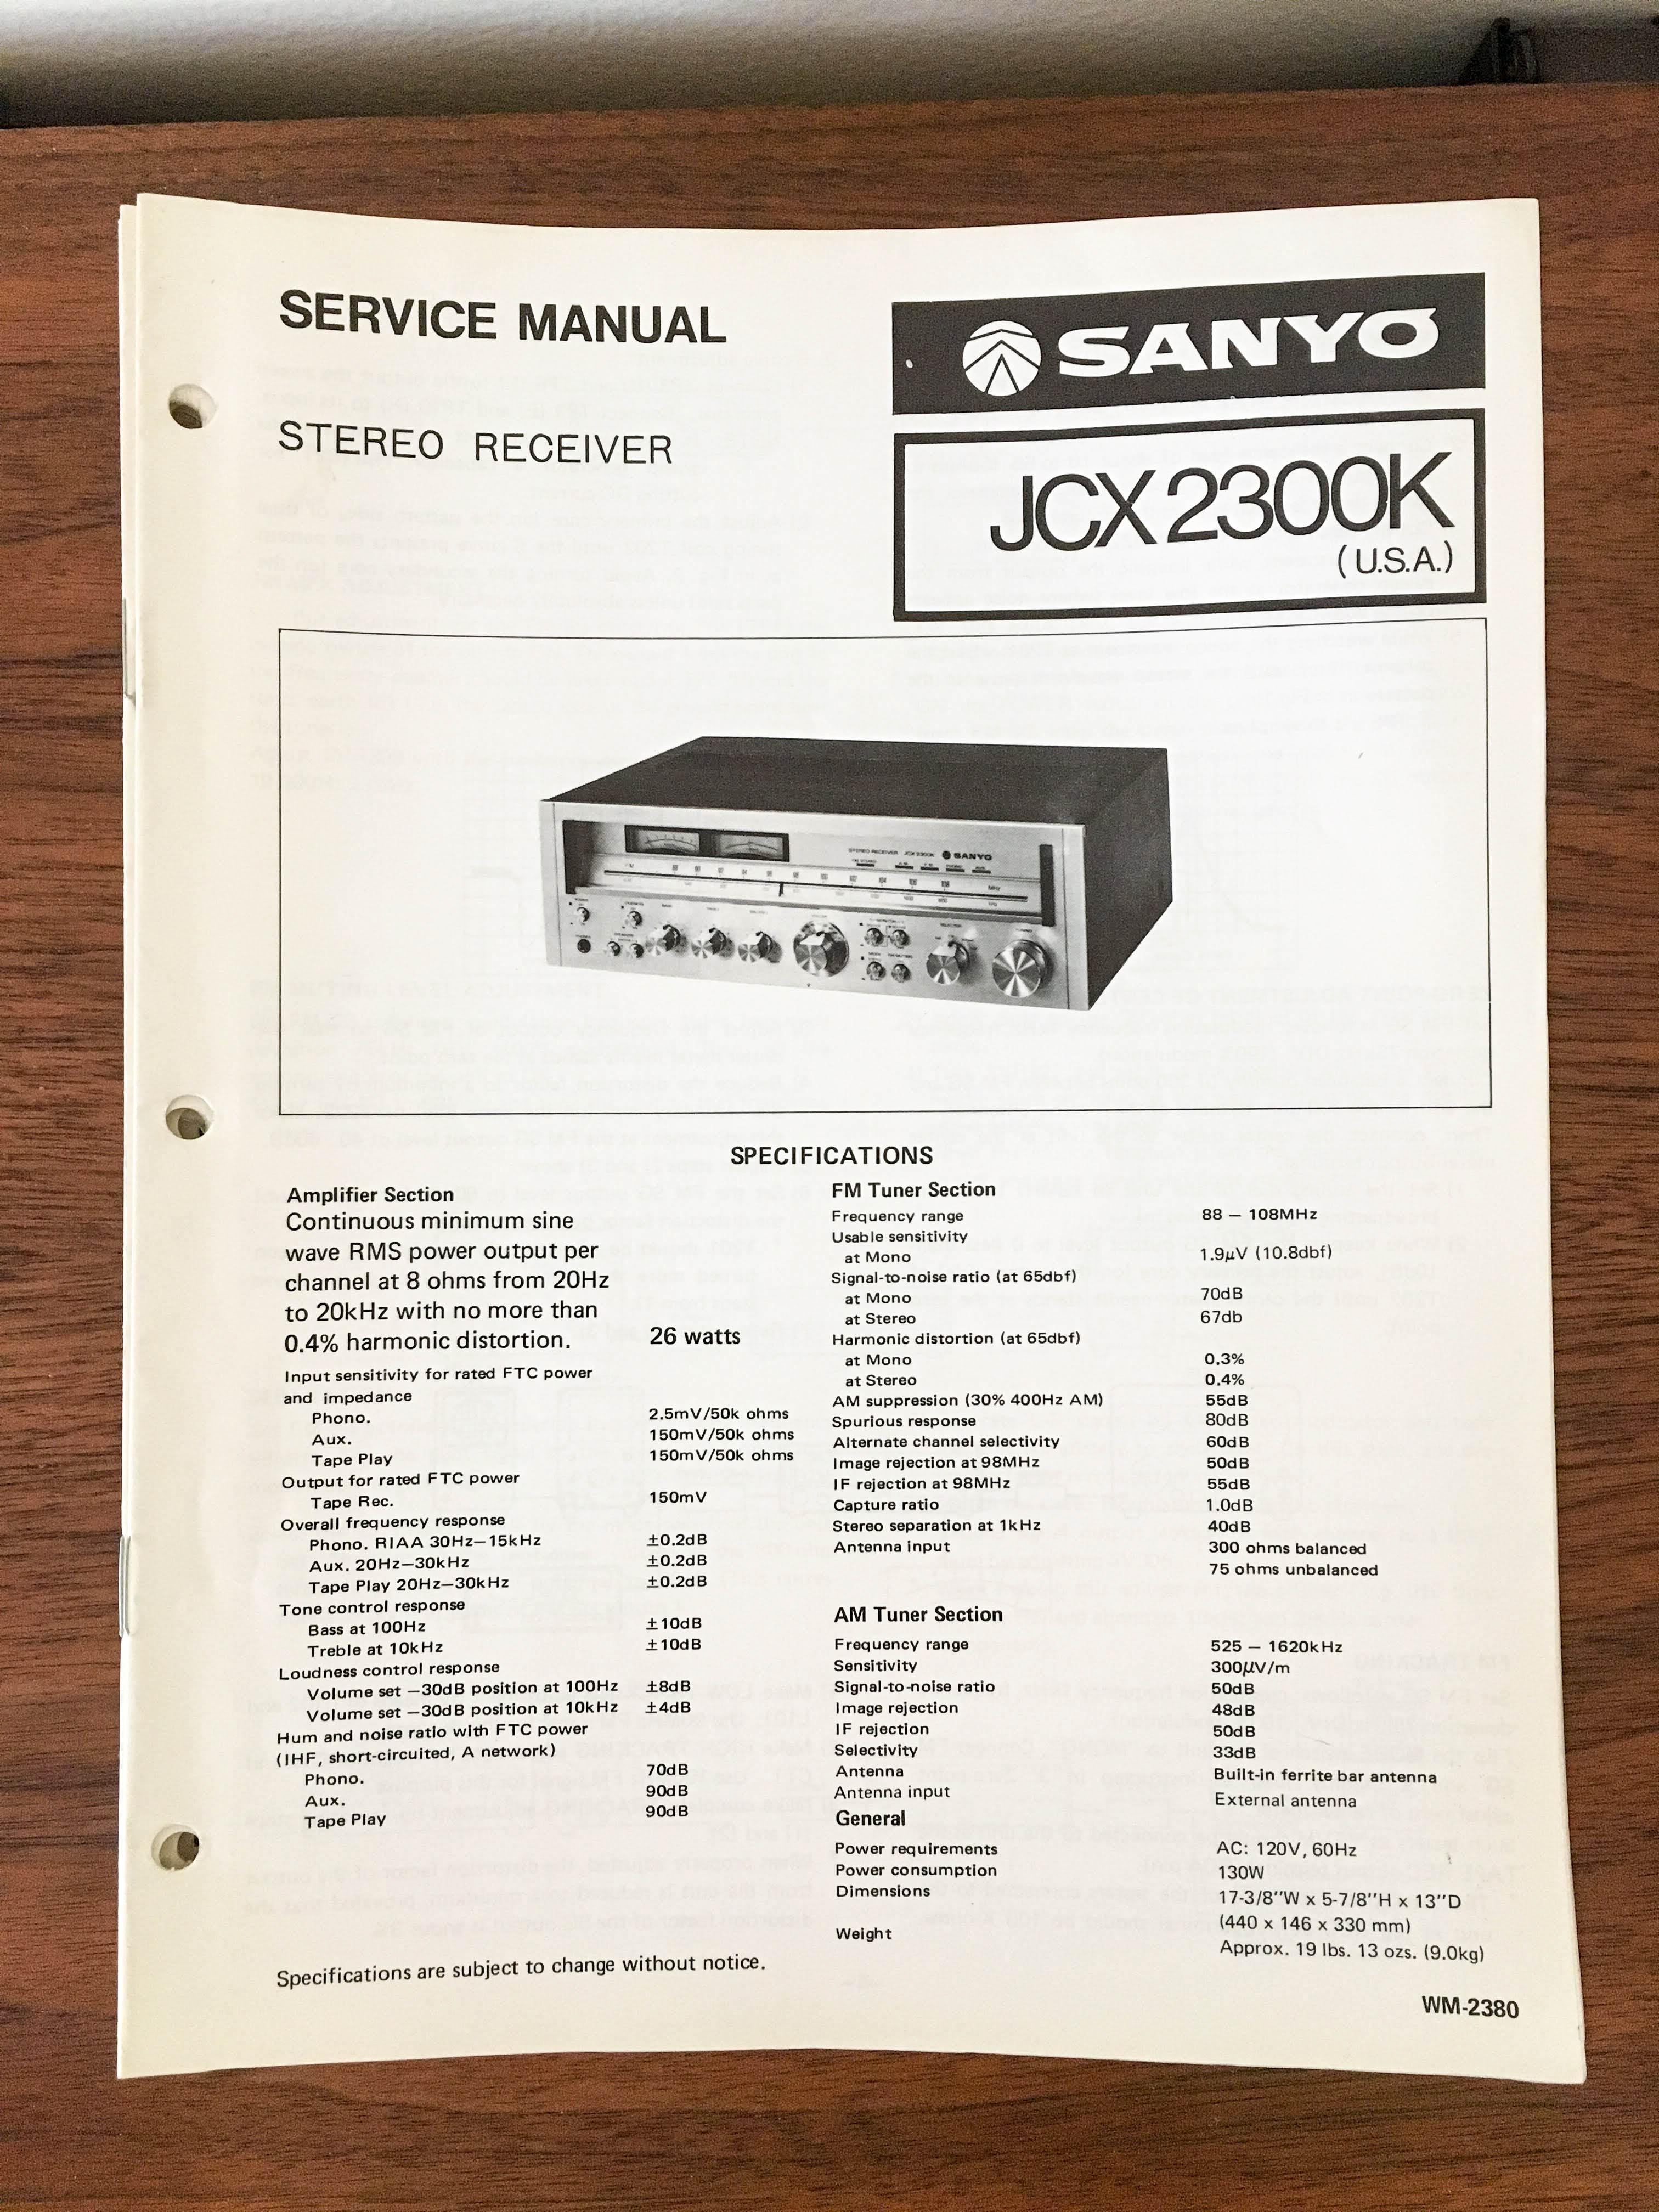 SERVICE MANUAL
STEREO RECEIVER
SANYO
JCX 2300K
(U.S.A.)
STEREO RECEIVER JCX 2300K SANYO
SPECIFICATIONS
Amplifier Section
Continuous minimum sine
wave RMS power output per
channel at 8 ohms from 20Hz
to 20kHz with no more than
0.4% harmonic distortion. 26 watts
Input sensitivity for rated FTC power
and impedance
Phono. 2.5mV/50k ohms
Aux. 150mV/50k ohms
Tape Play 150mV/50k ohms
Output for rated FTC power
Tape Rec. 150mV
Overall frequency response
Phono. RIAA 30Hz—15kHz ±0.2dB
Aux. 20Hz—30kHz ±0.2dB
Tape Play 20Hz—30kHz ±0.2dB
Tone control response
Bass at 100Hz ±10dB
Treble at 10kHz ±10dB
Loudness control response
Volume set —30dB position at 100Hz ±8dB
Volume set —30dB position at 10kHz ±4dB
Hum and noise ratio with FTC power
(IHF, short-circuited, A network)
Phono. 70dB
Aux. 90dB
Tape Play 90dB
FM Tuner Section
Frequency range 88 — 108MHz
Usable sensitivity
at Mono 1.9μV (10.8dbf)
Signal-to-noise ratio (at 65dbf)
at Mono 70dB
at Stereo 67db
Harmonic distortion (at 65dbf)
at Mono 0.3%
at Stereo 0.4%
AM suppression (30% 400Hz AM) 55dB
Spurious response 80dB
Alternate channel selectivity 60dB
Image rejection at 98MHz 50dB
IF rejection at 98MHz 55dB
Capture ratio 1.0dB
Stereo separation at 1kHz 40dB
Antenna input 300 ohms balanced
75 ohms unbalanced
AM Tuner Section
Frequency range 525 — 1620kHz
Sensitivity 300μV/m
Signal-to-noise ratio 50dB
Image rejection 48dB
IF rejection 50dB
Selectivity 33dB
Antenna Built-in ferrite bar antenna
Antenna input External antenna
General
Power requirements AC: 120V, 60Hz
Power consumption 130W
Dimensions 17-3/8"W x 5-7/8"H x 13"D
(440 x 146 x 330 mm)
Weight Approx. 19 lbs. 13 ozs. (9.0kg)
Specifications are subject to change without notice.
WM-2380